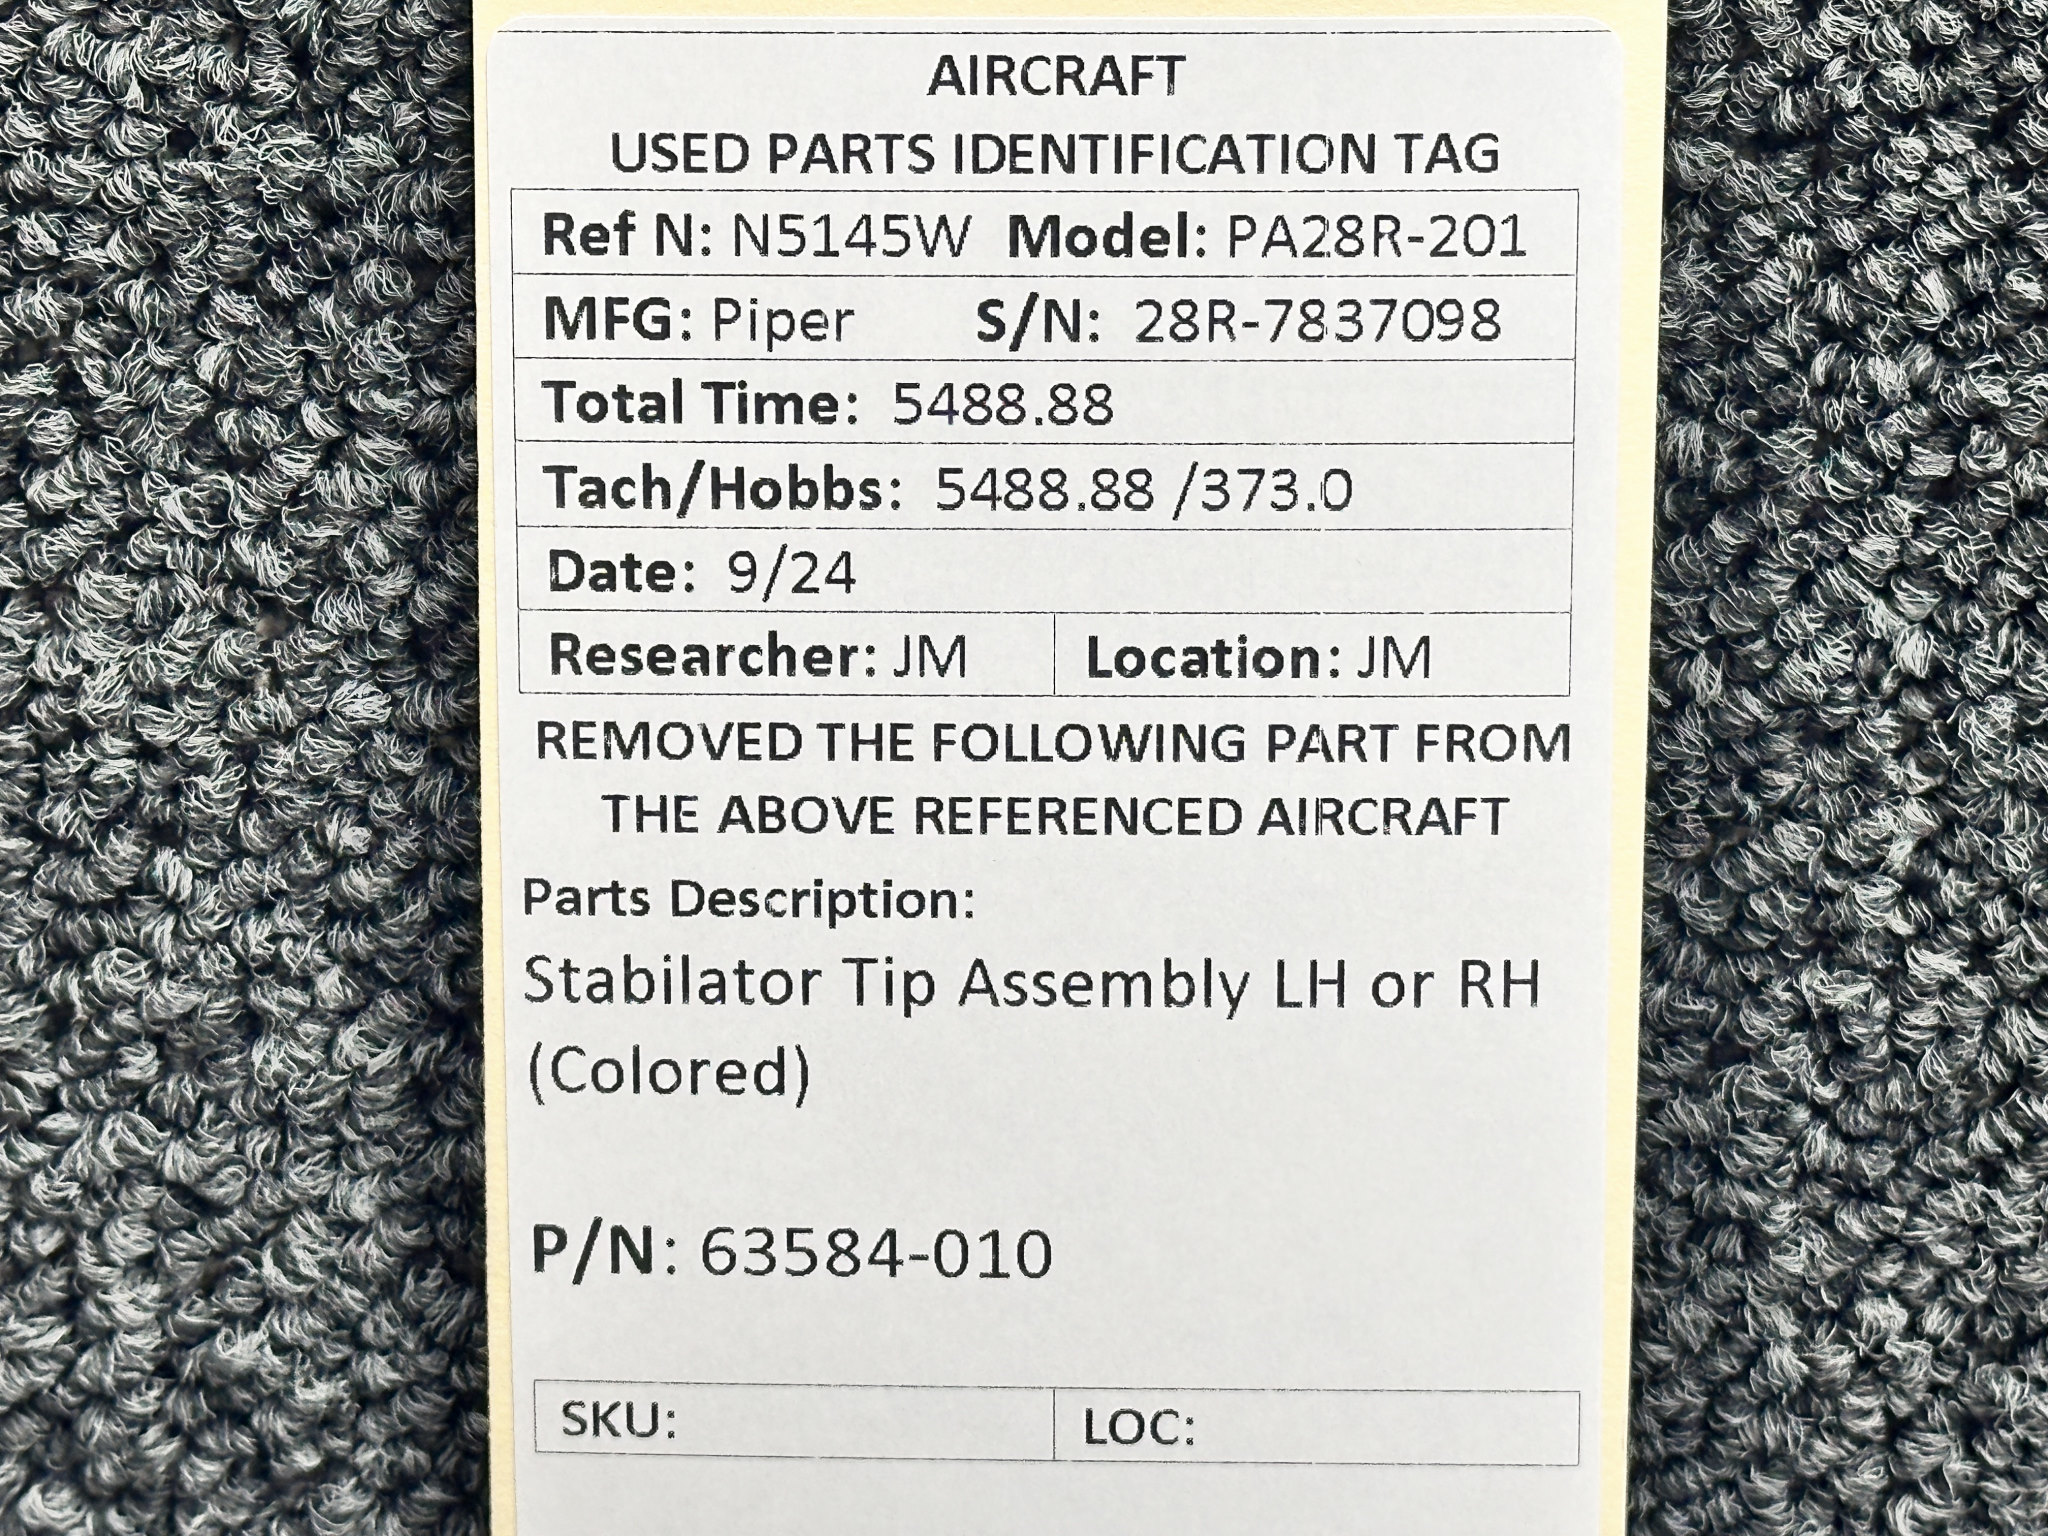 AIRCRAFT
USED PARTS IDENTIFICATION TAG
Ref N: N5145W Model: PA28R-201
MFG: Piper S/N: 28R-7837098
Total Time: 5488.88
Tach/Hobbs: 5488.88 /373.0
Date: 9/24
Researcher: JM Location: JM
REMOVED THE FOLLOWING PART FROM
THE ABOVE REFERENCED AIRCRAFT
Parts Description:
Stabilator Tip Assembly LH or RH
(Colored)
P/N: 63584-010
SKU: LOC: